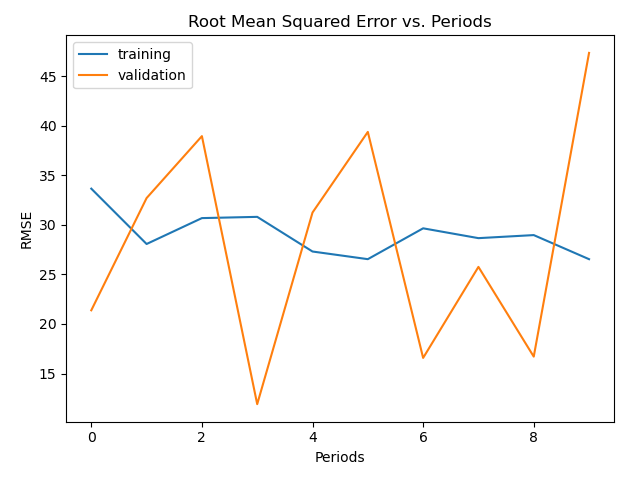 Root Mean Squared Error vs. Periods
training
validation
RMSE
45
40
35
30
25
20
15
0 2 4 6 8
Periods